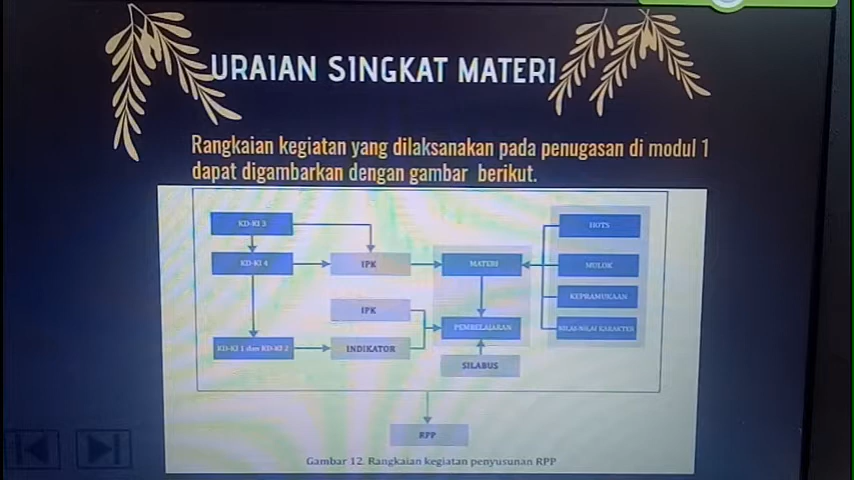 URAIAN SINGKAT MATERI
Rangkaian kegiatan yang dilaksanakan pada penugasan di modul 1
dapat digambarkan dengan gambar berikut.
KD-KI 3
HOTS
KD-KI 4
IPK
MATERI
MULOK
KEPRAMUKAAN
IPK
PEMBELAJARAN
NILAI-NILAI KARAKTER
KD-KI 1 dan KD-KI 2
INDIKATOR
SILABUS
RPP
Gambar 12. Rangkaian kegiatan penyusunan RPP